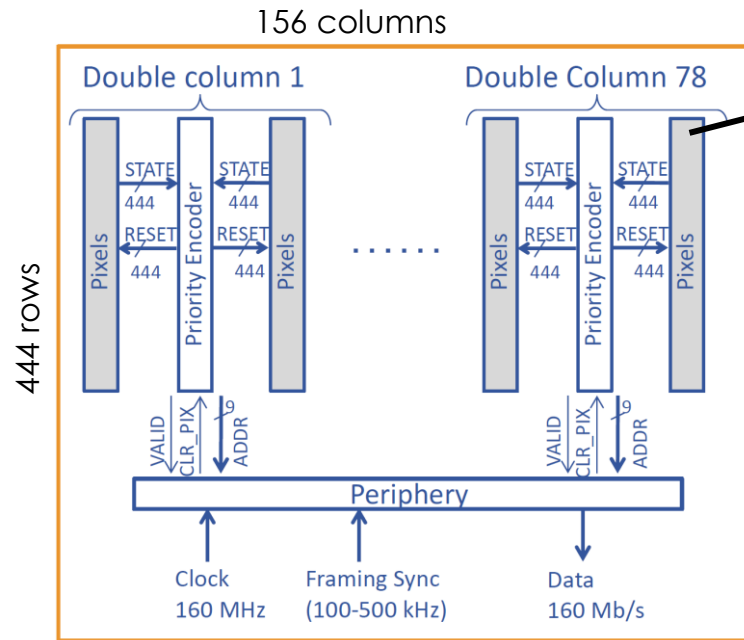 156 columns
Double column 1
Double Column 78
Pixels
STATE
444
RESET
444
Priority Encoder
STATE
444
RESET
444
Pixels
......
Pixels
STATE
444
RESET
444
Priority Encoder
STATE
444
RESET
444
Pixels
444 rows
VALID
CLR_PIX
9
ADDR
VALID
CLR_PIX
9
ADDR
Periphery
Clock
160 MHz
Framing Sync
(100-500 kHz)
Data
160 Mb/s